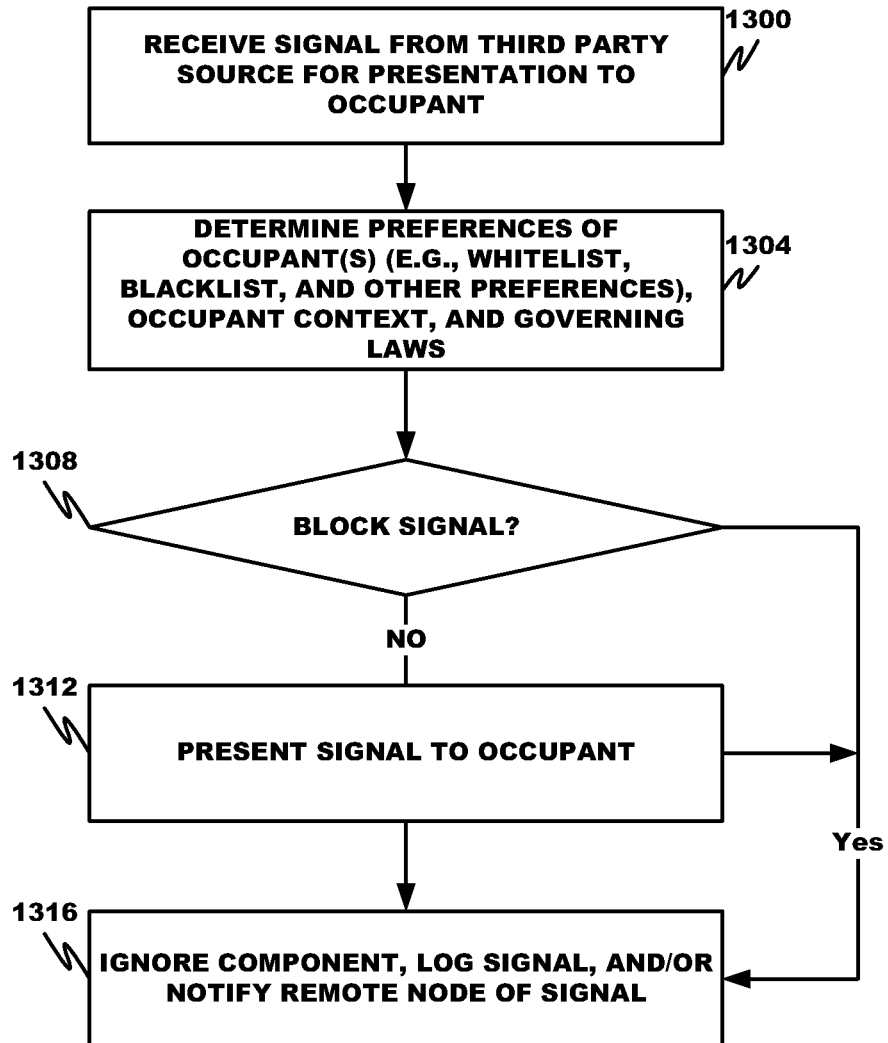 1300
RECEIVE SIGNAL FROM THIRD PARTY
SOURCE FOR PRESENTATION TO
OCCUPANT
1304
DETERMINE PREFERENCES OF
OCCUPANT(S) (E.G., WHITELIST,
BLACKLIST, AND OTHER PREFERENCES),
OCCUPANT CONTEXT, AND GOVERNING
LAWS
1308
BLOCK SIGNAL?
NO
1312
PRESENT SIGNAL TO OCCUPANT
Yes
1316
IGNORE COMPONENT, LOG SIGNAL, AND/OR
NOTIFY REMOTE NODE OF SIGNAL